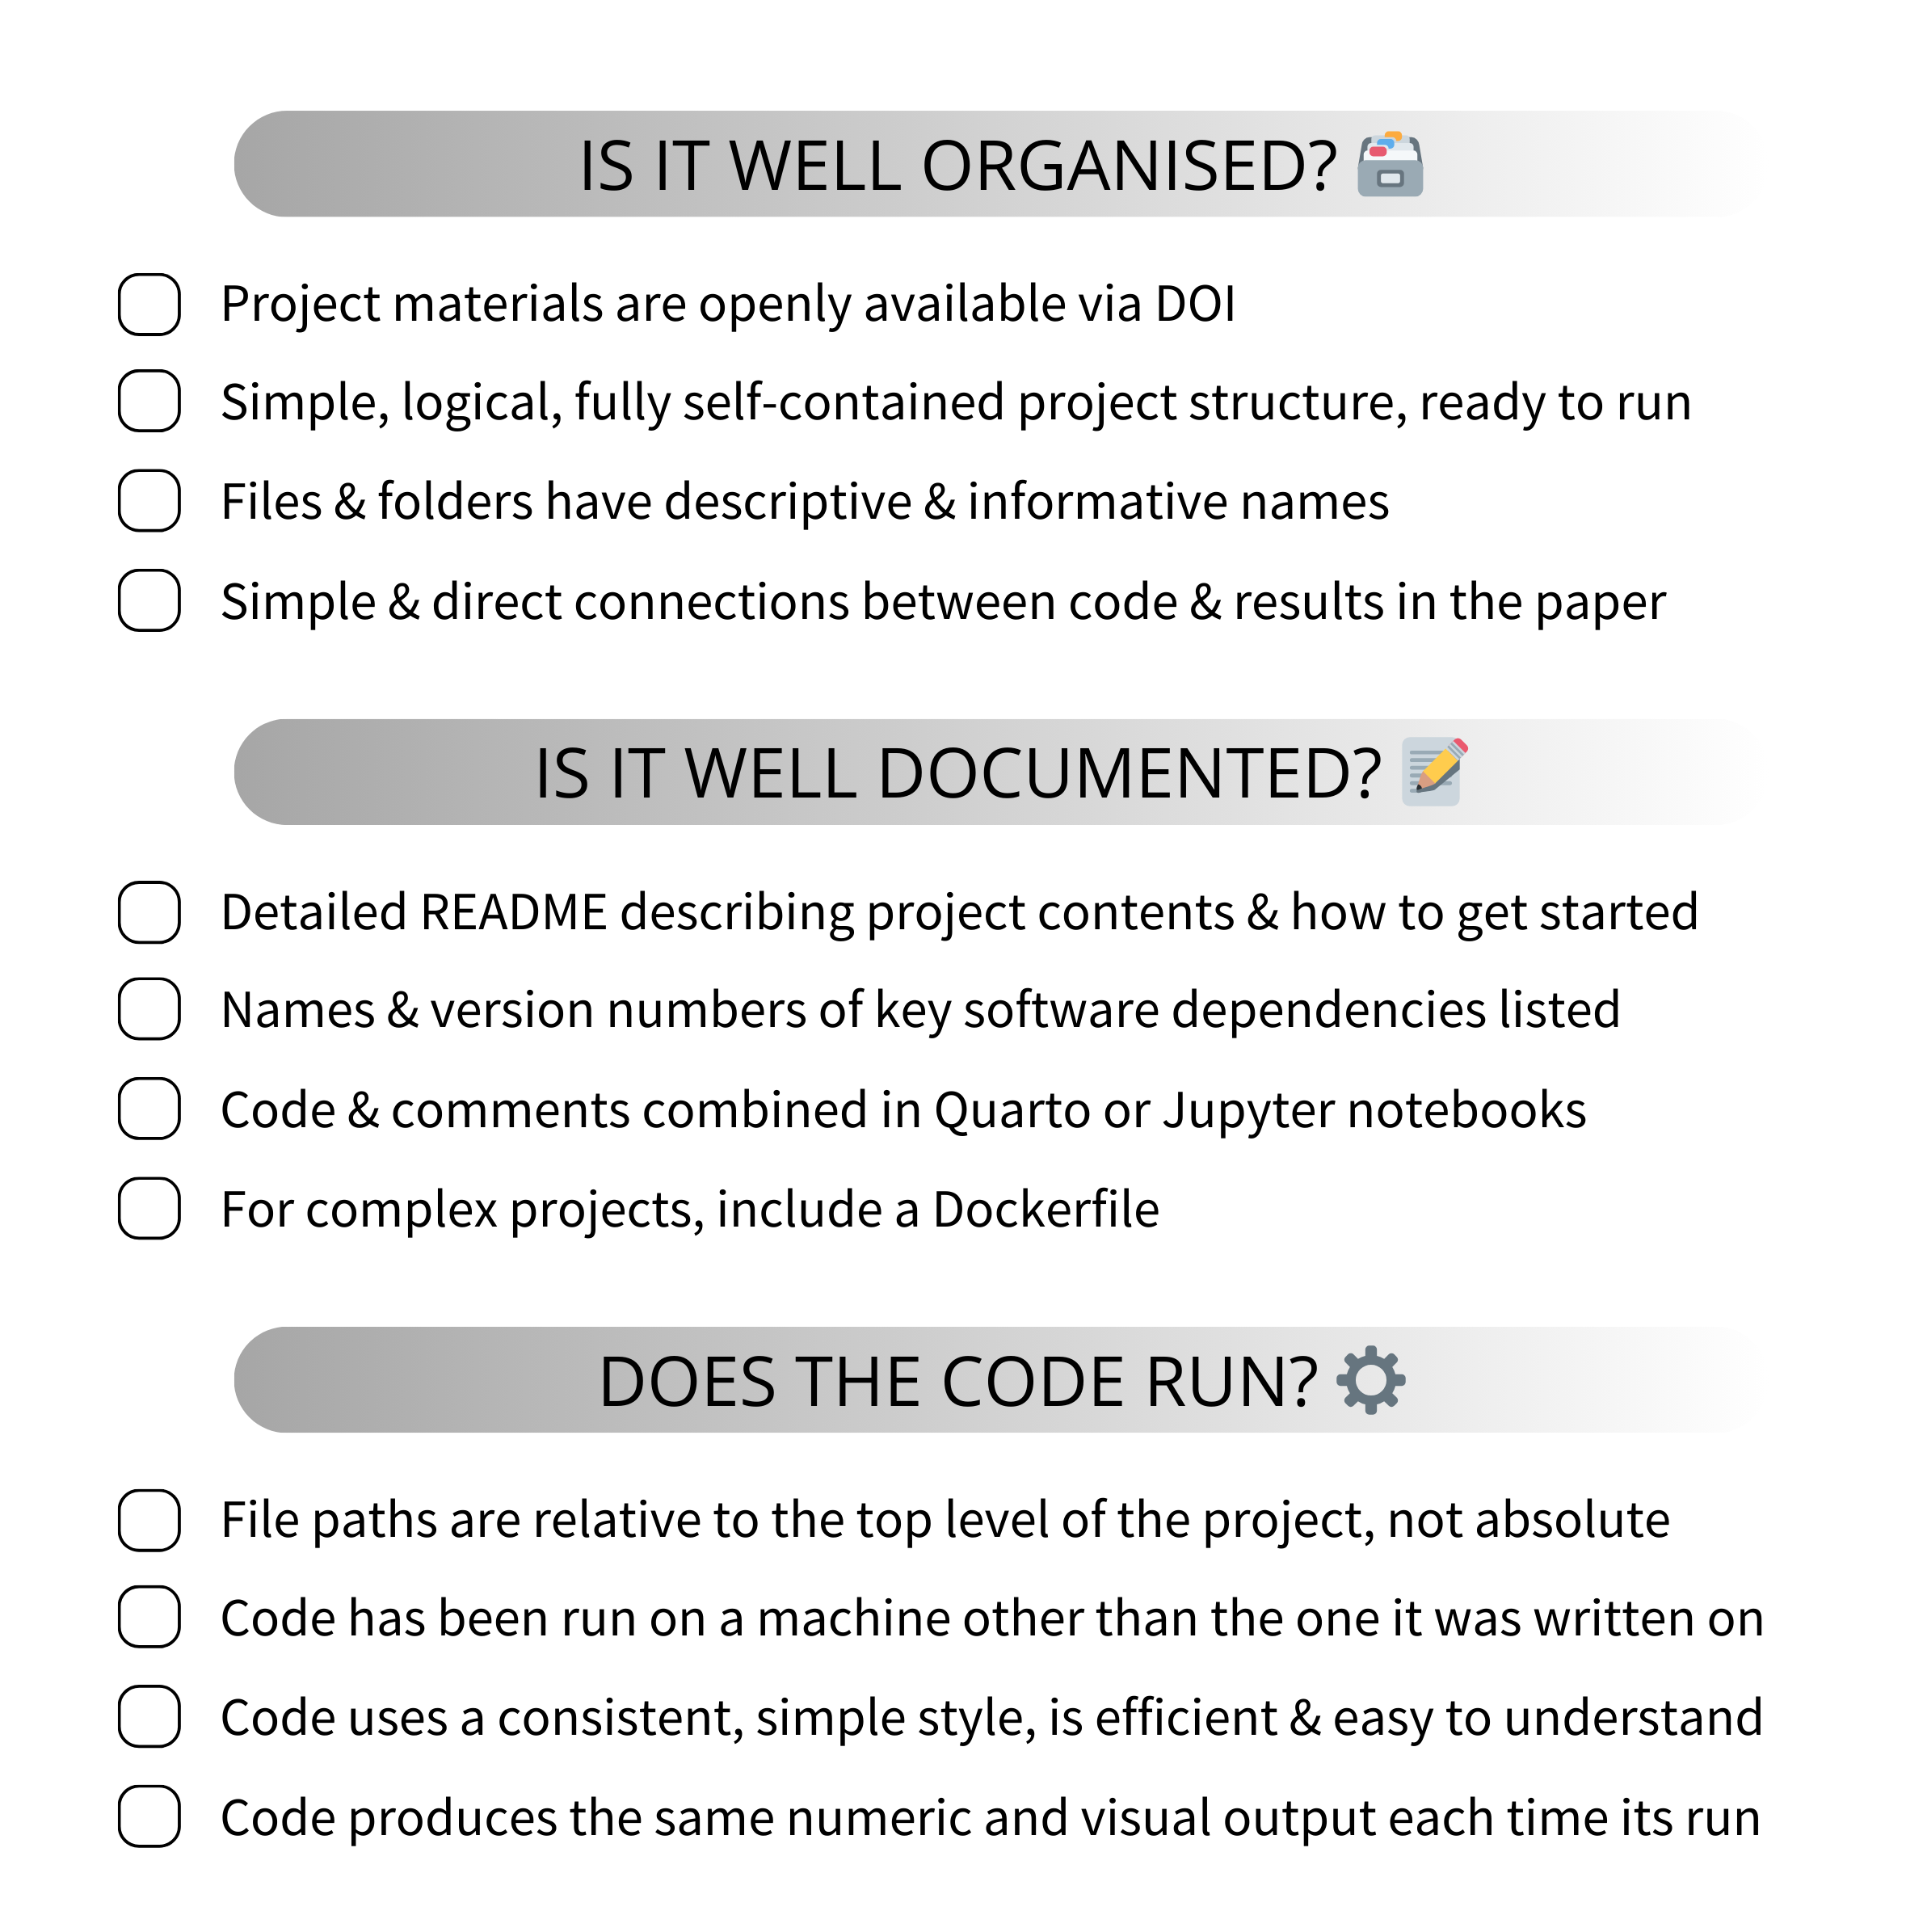 IS IT WELL ORGANISED?
Project materials are openly available via DOI
Simple, logical, fully self-contained project structure, ready to run
Files & folders have descriptive & informative names
Simple & direct connections between code & results in the paper
IS IT WELL DOCUMENTED?
Detailed README describing project contents & how to get started
Names & version numbers of key software dependencies listed
Code & comments combined in Quarto or Jupyter notebooks
For complex projects, include a Dockerfile
DOES THE CODE RUN?
File paths are relative to the top level of the project, not absolute
Code has been run on a machine other than the one it was written on
Code uses a consistent, simple style, is efficient & easy to understand
Code produces the same numeric and visual output each time its run